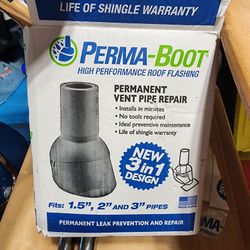 LIFE OF SHINGLE WARRANTY
PERMA-BOOT
HIGH PERFORMANCE ROOF FLASHING
PERMANENT
VENT PIPE REPAIR
• Installs in minutes
• No tools required
• Ideal preventive maintenance
• Life of shingle warranty
NEW
3 in 1
DESIGN
FITS: 1.5", 2" AND 3" PIPES
PERMANENT LEAK PREVENTION AND REPAIR